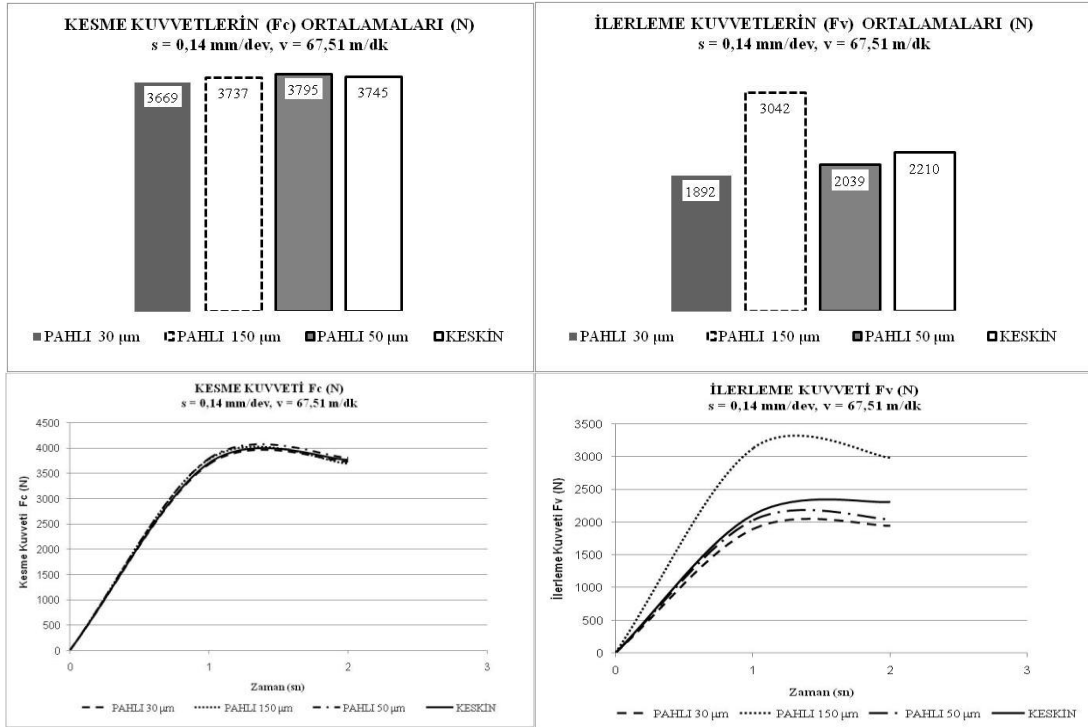 KESME KUVVETLERİN (Fc) ORTALAMALARI (N)
s = 0,14 mm/dev, v = 67,51 m/dk
3669
3737
3795
3745
PAHLI 30 µm
PAHLI 150 µm
PAHLI 50 µm
KESKİN
İLERLEME KUVVETLERİN (Fv) ORTALAMALARI (N)
s = 0,14 mm/dev, v = 67,51 m/dk
1892
3042
2039
2210
PAHLI 30 µm
PAHLI 150 µm
PAHLI 50 µm
KESKİN
KESME KUVVETİ Fc (N)
s = 0,14 mm/dev, v = 67,51 m/dk
Kesme Kuvveti Fc (N)
4500
4000
3500
3000
2500
2000
1500
1000
500
0
0
1
2
3
Zaman (sn)
PAHLI 30 µm
PAHLI 150 µm
PAHLI 50 µm
KESKİN
İLERLEME KUVVETİ Fv (N)
s = 0,14 mm/dev, v = 67,51 m/dk
İlerleme Kuvveti Fv (N)
3500
3000
2500
2000
1500
1000
500
0
0
1
2
3
Zaman (sn)
PAHLI 30 µm
PAHLI 150 µm
PAHLI 50 µm
KESKİN